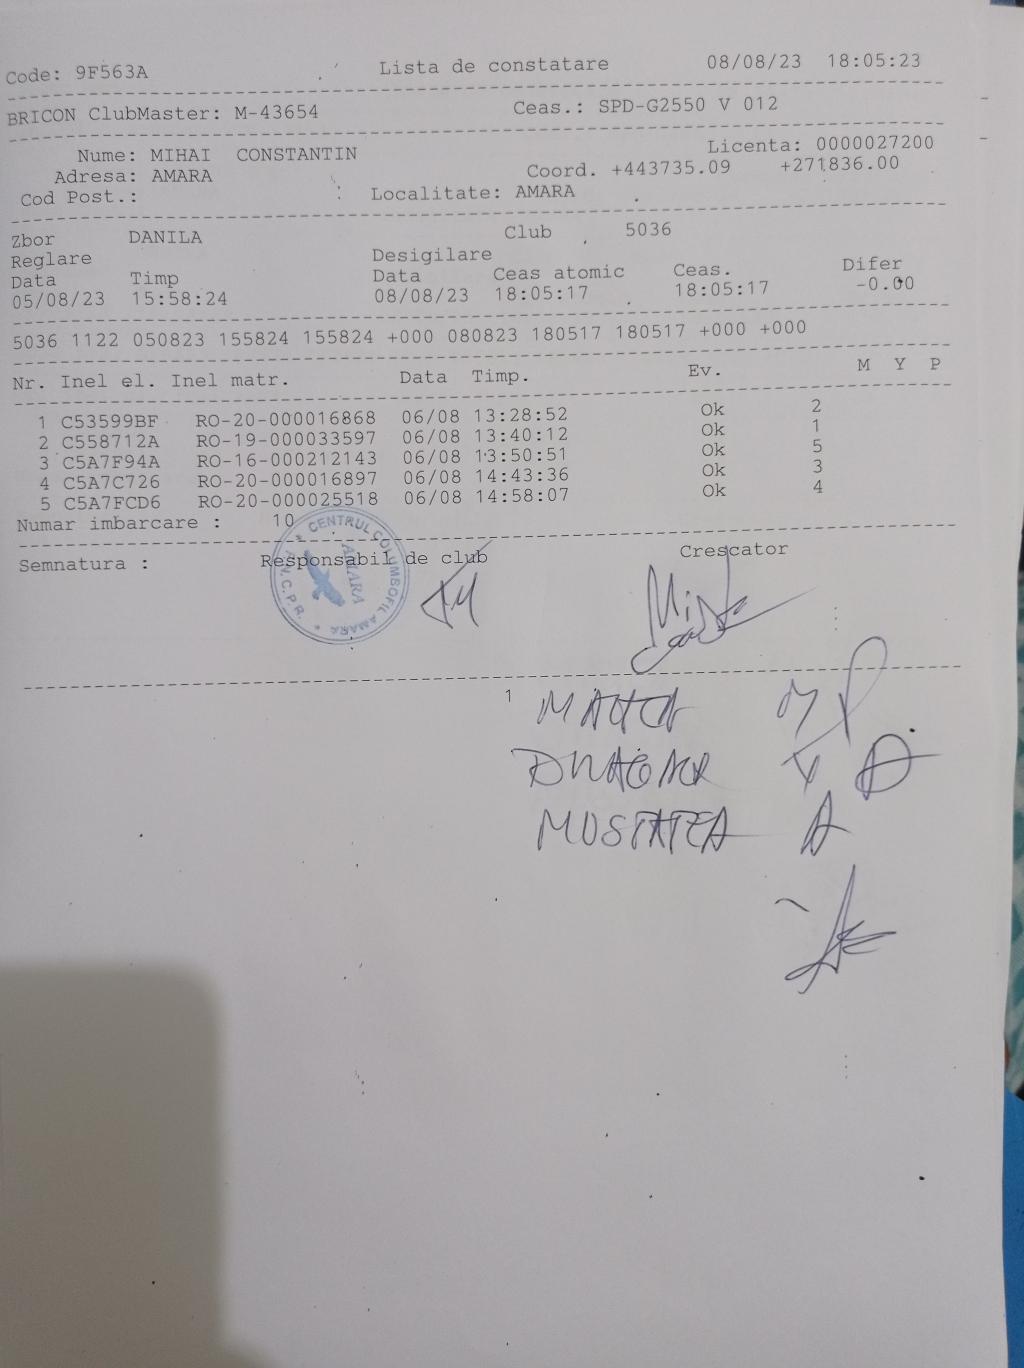 Code: 9F563A Lista de constatare 08/08/23 18:05:23
BRICON ClubMaster: M-43654 Ceas.: SPD-G2550 V 012
Nume: MIHAI CONSTANTIN Licenta: 0000027200
Adresa: AMARA Coord. +443735.09 +271836.00
Cod Post.: Localitate: AMARA
Zbor DANILA Club 5036
Reglare Desigilare
Data Timp Data Ceas atomic Ceas. Difer
05/08/23 15:58:24 08/08/23 18:05:17 18:05:17 -0.00
5036 1122 050823 155824 155824 +000 080823 180517 180517 +000 +000
Nr. Inel el. Inel matr. Data Timp. Ev. M Y P
1 C53599BF RO-20-000016868 06/08 13:28:52 Ok 2
2 C558712A RO-19-000033597 06/08 13:40:12 Ok 1
3 C5A7F94A RO-16-000212143 06/08 13:50:51 Ok 5
4 C5A7C726 RO-20-000016897 06/08 14:43:36 Ok 3
5 C5A7FCD6 RO-20-000025518 06/08 14:58:07 Ok 4
Numar imbarcare : 10
Semnatura : Responsabil de club Crescator
CENTRUL COLUMBOFIL AMARA
AMARA
1
MUSTATEA